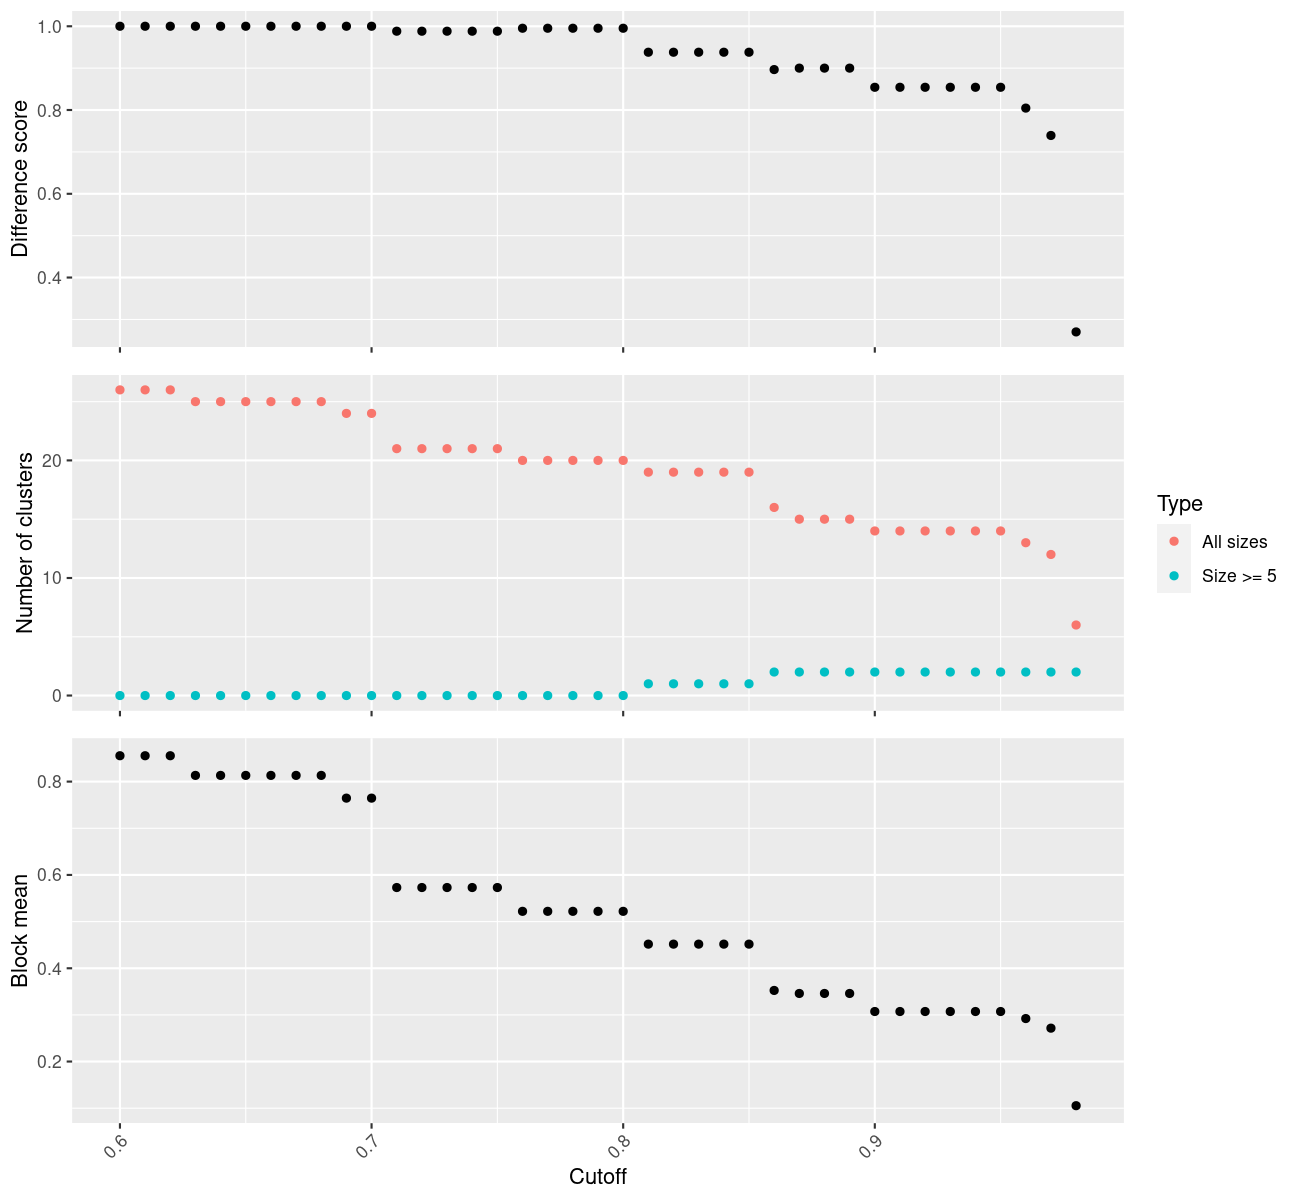 Difference score
1.0
0.8
0.6
0.4
Number of clusters
20
10
0
Block mean
0.8
0.6
0.4
0.2
0.6
0.7
0.8
0.9
Cutoff
Type
All sizes
Size >= 5